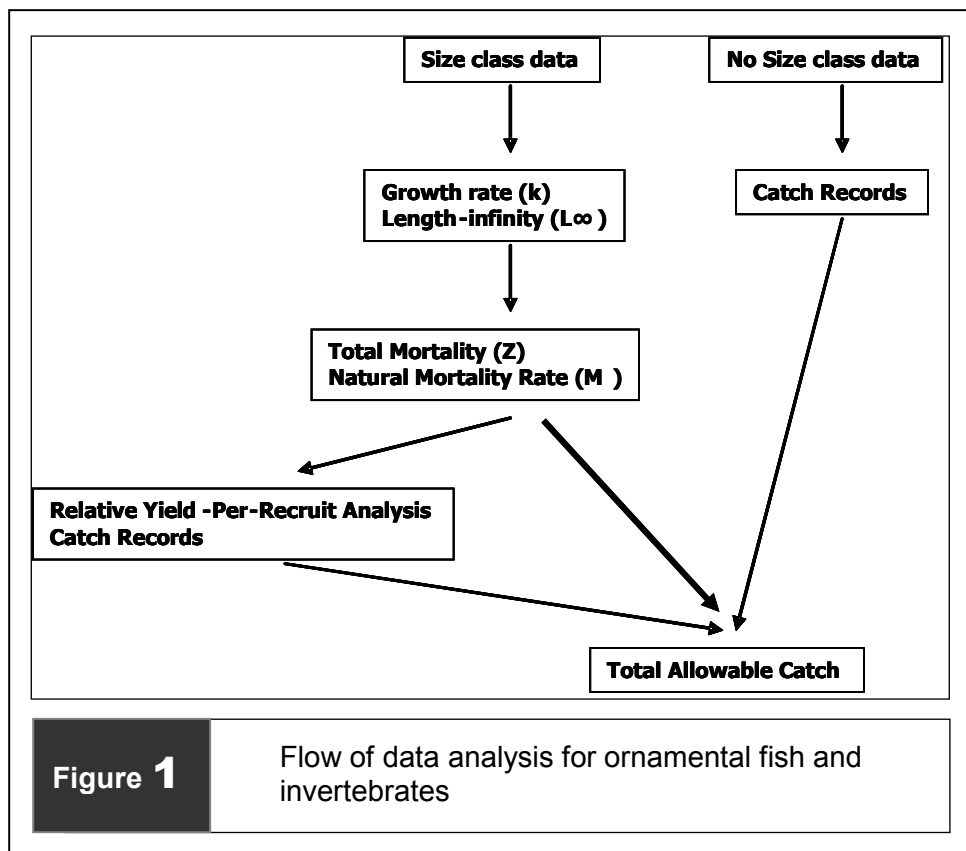 Size class data
No Size class data
Growth rate (k)
Length-infinity (L∞)
Catch Records
Total Mortality (Z)
Natural Mortality Rate (M )
Relative Yield -Per-Recruit Analysis
Catch Records
Total Allowable Catch
Figure 1
Flow of data analysis for ornamental fish and
invertebrates